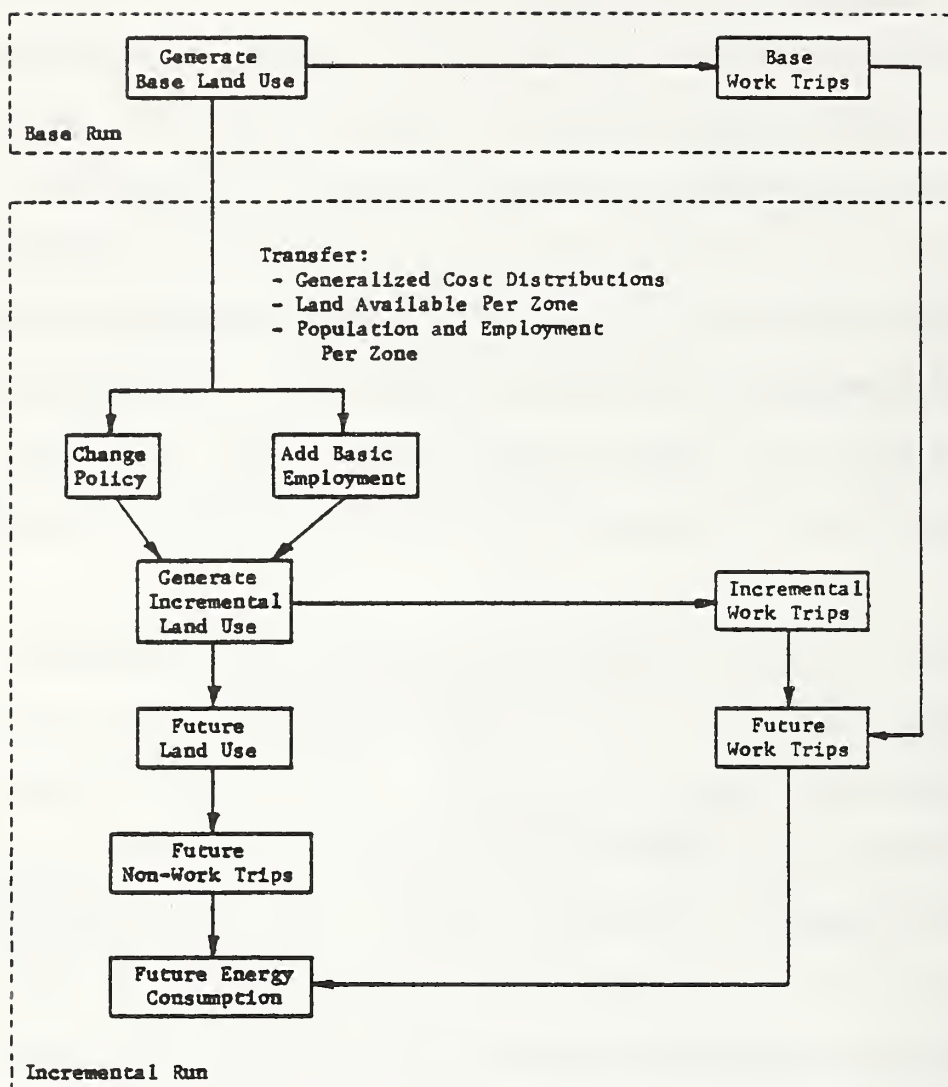 Generate
Base Land Use
Base
Work Trips
Base Run
Transfer:
- Generalized Cost Distributions
- Land Available Per Zone
- Population and Employment
Per Zone
Change
Policy
Add Basic
Employment
Generate
Incremental
Land Use
Incremental
Work Trips
Future
Land Use
Future
Work Trips
Future
Non-Work Trips
Future Energy
Consumption
Incremental Run